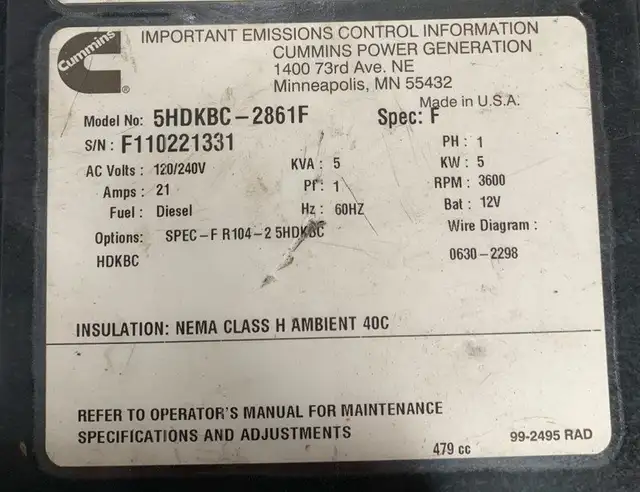 Cummins
IMPORTANT EMISSIONS CONTROL INFORMATION
CUMMINS POWER GENERATION
1400 73rd Ave. NE
Minneapolis, MN 55432
Made in U.S.A.
Model No: 5HDKBC-2861F Spec: F
S/N: F110221331 PH : 1
AC Volts : 120/240V KVA : 5 KW : 5
Amps : 21 Pf : 1 RPM : 3600
Fuel : Diesel Hz : 60HZ Bat : 12V
Options: SPEC-F R104-2 5HDKBC Wire Diagram :
HDKBC 0630-2298
INSULATION: NEMA CLASS H AMBIENT 40C
REFER TO OPERATOR'S MANUAL FOR MAINTENANCE
SPECIFICATIONS AND ADJUSTMENTS
479 cc 99-2495 RAD